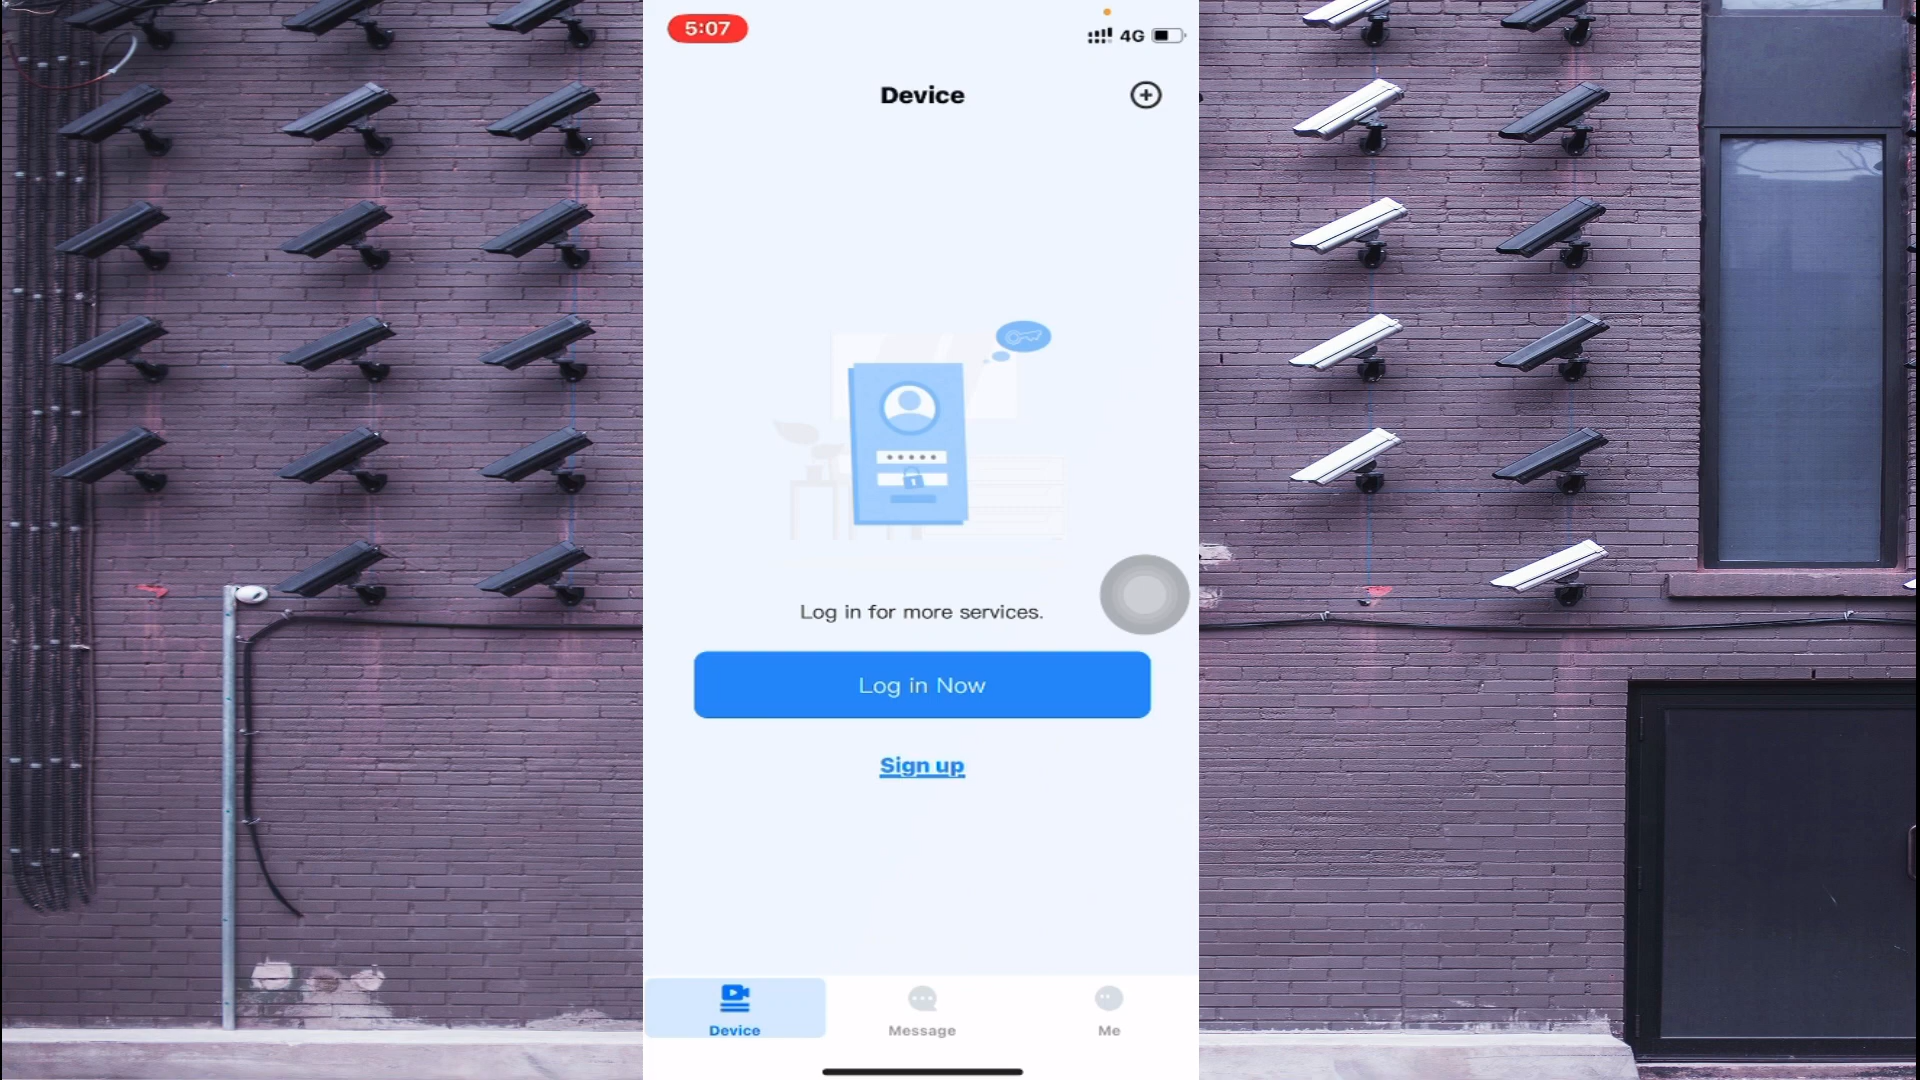 5:07
4G
Device
Log in for more services.
Log in Now
Sign up
Device
Message
Me